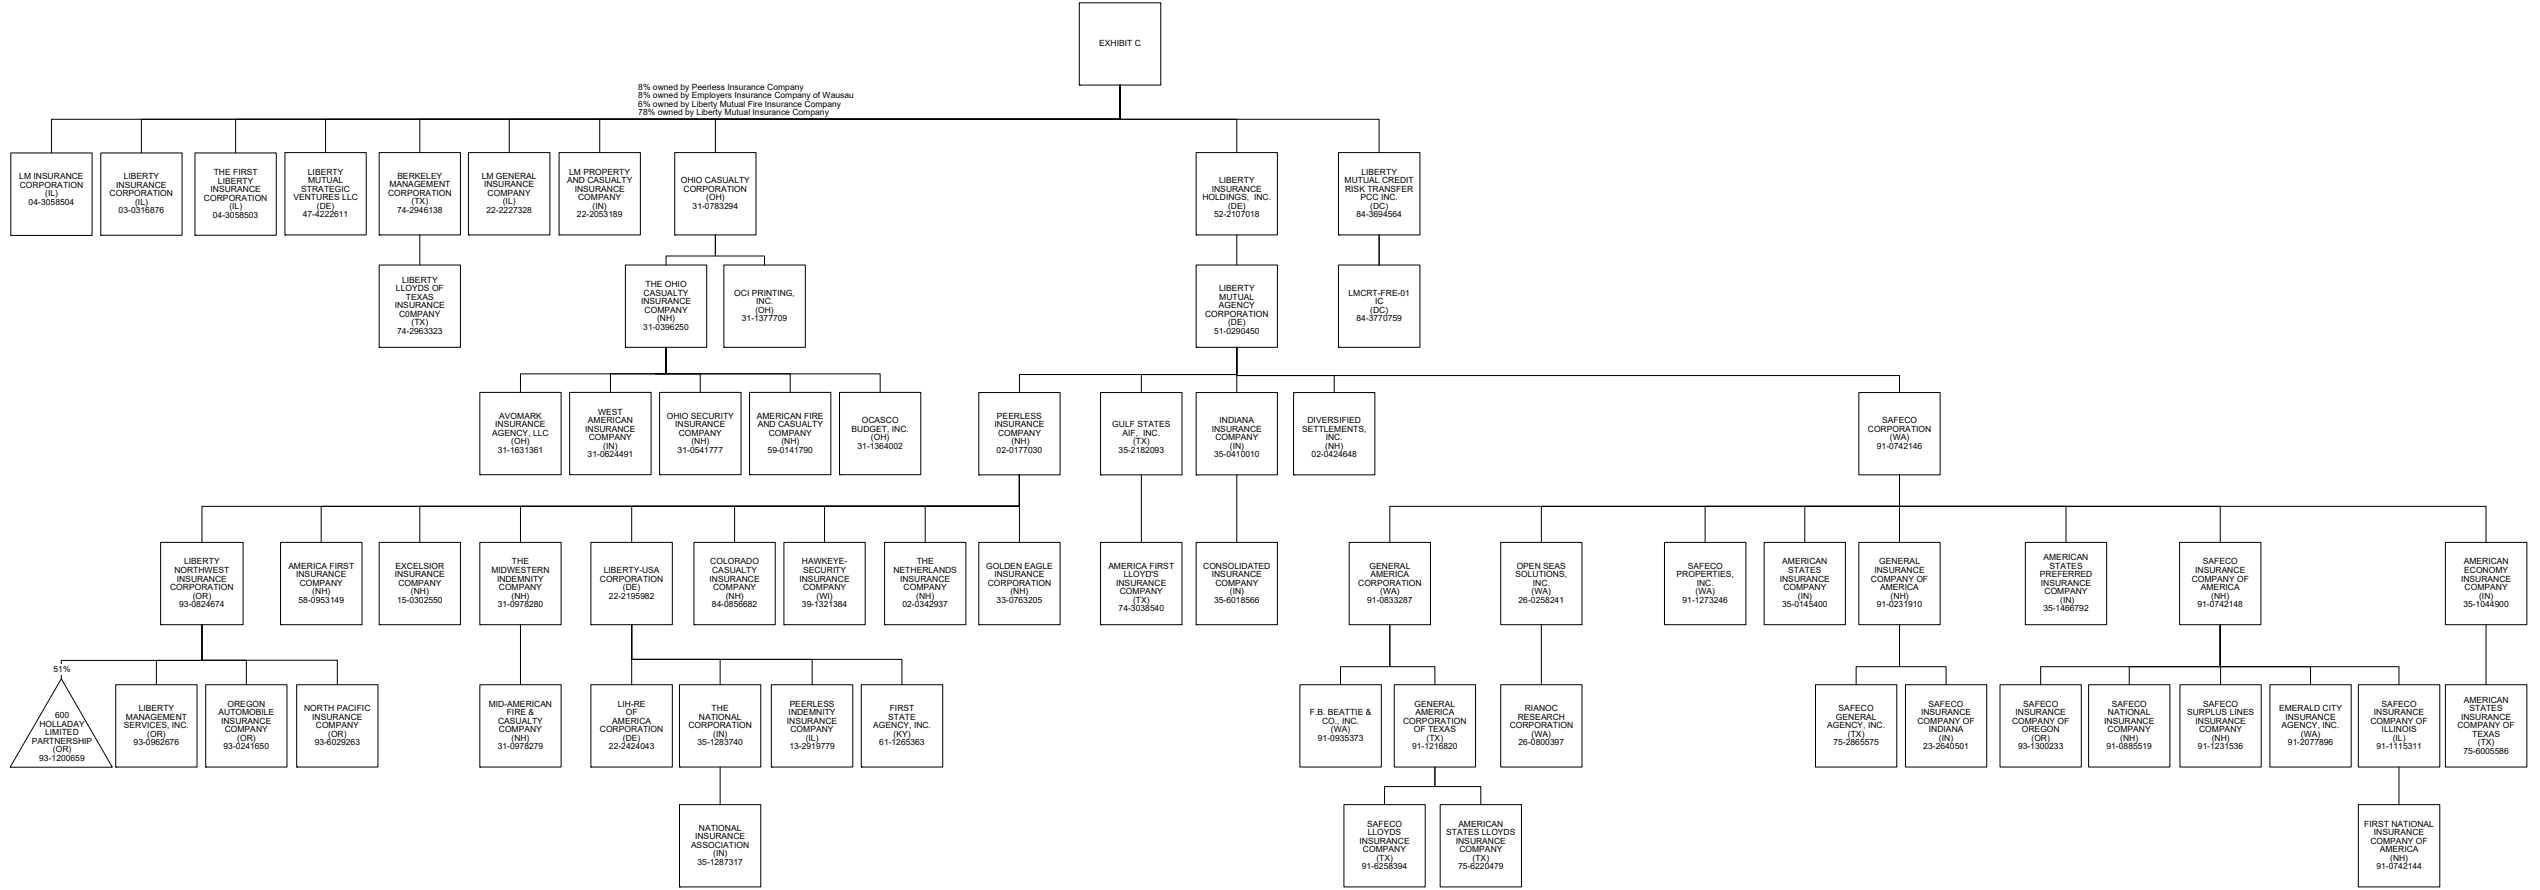 EXHIBIT C
8% owned by Peerless Insurance Company
8% owned by Employers Insurance Company of Wausau
6% owned by Liberty Mutual Fire Insurance Company
78% owned by Liberty Mutual Insurance Company
LM INSURANCE
CORPORATION
(IL)
04-3058504
LIBERTY
INSURANCE
CORPORATION
(IL)
03-0316876
THE FIRST
LIBERTY
INSURANCE
CORPORATION
(IL)
04-3058503
LIBERTY
MUTUAL
STRATEGIC
VENTURES LLC
(DE)
47-4222611
BERKELEY
MANAGEMENT
CORPORATION
(TX)
74-2946138
LM GENERAL
INSURANCE
COMPANY
(IL)
22-2227328
LM PROPERTY
AND CASUALTY
INSURANCE
COMPANY
(IN)
22-2053189
OHIO CASUALTY
CORPORATION
(OH)
31-0783294
LIBERTY
INSURANCE
HOLDINGS, INC.
(DE)
52-2107018
LIBERTY
MUTUAL CREDIT
RISK TRANSFER
PCC INC.
(DC)
84-3694564
LIBERTY
LLOYDS OF
TEXAS
INSURANCE
C0MPANY
(TX)
74-2963323
THE OHIO
CASUALTY
INSURANCE
COMPANY
(NH)
31-0396250
OCI PRINTING,
INC.
(OH)
31-1377709
LIBERTY
MUTUAL
AGENCY
CORPORATION
(DE)
51-0290450
LMCRT-FRE-01
IC
(DC)
84-3770759
AVOMARK
INSURANCE
AGENCY, LLC
(OH)
31-1631361
WEST
AMERICAN
INSURANCE
COMPANY
(IN)
31-0624491
OHIO SECURITY
INSURANCE
COMPANY
(NH)
31-0541777
AMERICAN FIRE
AND CASUALTY
COMPANY
(NH)
59-0141790
OCASCO
BUDGET, INC.
(OH)
31-1364002
PEERLESS
INSURANCE
COMPANY
(NH)
02-0177030
GULF STATES
AIF, INC.
(TX)
35-2182093
INDIANA
INSURANCE
COMPANY
(IN)
35-0410010
DIVERSIFIED
SETTLEMENTS,
INC.
(NH)
02-0424648
SAFECO
CORPORATION
(WA)
91-0742146
LIBERTY
NORTHWEST
INSURANCE
CORPORATION
(OR)
93-0824674
AMERICA FIRST
INSURANCE
COMPANY
(NH)
58-0953149
EXCELSIOR
INSURANCE
COMPANY
(NH)
15-0302550
THE
MIDWESTERN
INDEMNITY
COMPANY
(NH)
31-0978280
LIBERTY-USA
CORPORATION
(DE)
22-2195982
COLORADO
CASUALTY
INSURANCE
COMPANY
(NH)
84-0856682
HAWKEYE-
SECURITY
INSURANCE
COMPANY
(WI)
39-1321384
THE
NETHERLANDS
INSURANCE
COMPANY
(NH)
02-0342937
GOLDEN EAGLE
INSURANCE
CORPORATION
(NH)
33-0763205
AMERICA FIRST
LLOYD'S
INSURANCE
COMPANY
(TX)
74-3038540
CONSOLIDATED
INSURANCE
COMPANY
(IN)
35-6018566
GENERAL
AMERICA
CORPORATION
(WA)
91-0833287
OPEN SEAS
SOLUTIONS,
INC.
(WA)
26-0258241
SAFECO
PROPERTIES,
INC.
(WA)
91-1273246
AMERICAN
STATES
INSURANCE
COMPANY
(IN)
35-0145400
GENERAL
INSURANCE
COMPANY OF
AMERICA
(NH)
91-0231910
AMERICAN
STATES
PREFERRED
INSURANCE
COMPANY
(IN)
35-1466792
SAFECO
INSURANCE
COMPANY OF
AMERICA
(NH)
91-0742148
AMERICAN
ECONOMY
INSURANCE
COMPANY
(IN)
35-1044900
51%
600
HOLLADAY
LIMITED
PARTNERSHIP
(OR)
93-1200659
LIBERTY
MANAGEMENT
SERVICES, INC.
(OR)
93-0962676
OREGON
AUTOMOBILE
INSURANCE
COMPANY
(OR)
93-0241650
NORTH PACIFIC
INSURANCE
COMPANY
(OR)
93-6029263
MID-AMERICAN
FIRE &
CASUALTY
COMPANY
(NH)
31-0978279
LIH-RE
OF
AMERICA
CORPORATION
(DE)
22-2424043
THE
NATIONAL
CORPORATION
(IN)
35-1283740
PEERLESS
INDEMNITY
INSURANCE
COMPANY
(IL)
13-2919779
FIRST
STATE
AGENCY, INC.
(KY)
61-1265363
F.B. BEATTIE &
CO., INC.
(WA)
91-0935373
GENERAL
AMERICA
CORPORATION
OF TEXAS
(TX)
91-1216820
RIANOC
RESEARCH
CORPORATION
(WA)
26-0800397
SAFECO
GENERAL
AGENCY, INC.
(TX)
75-2865575
SAFECO
INSURANCE
COMPANY OF
INDIANA
(IN)
23-2640501
SAFECO
INSURANCE
COMPANY OF
OREGON
(OR)
93-1300233
SAFECO
NATIONAL
INSURANCE
COMPANY
(NH)
91-0885519
SAFECO
SURPLUS LINES
INSURANCE
COMPANY
(NH)
91-1231536
EMERALD CITY
INSURANCE
AGENCY, INC.
(WA)
91-2077896
SAFECO
INSURANCE
COMPANY OF
ILLINOIS
(IL)
91-1115311
AMERICAN
STATES
INSURANCE
COMPANY OF
TEXAS
(TX)
75-6005586
NATIONAL
INSURANCE
ASSOCIATION
(IN)
35-1287317
SAFECO
LLOYDS
INSURANCE
COMPANY
(TX)
91-6258394
AMERICAN
STATES LLOYDS
INSURANCE
COMPANY
(TX)
75-6220479
FIRST NATIONAL
INSURANCE
COMPANY OF
AMERICA
(NH)
91-0742144